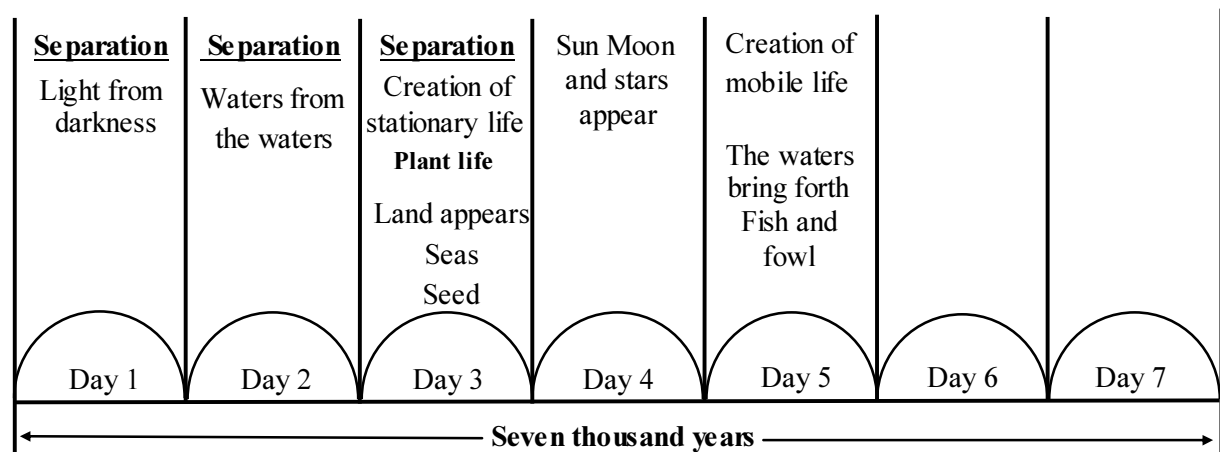 Separation
Light from
darkness
Separation
Waters from
the waters
Separation
Creation of
stationary life
Plant life
Land appears
Seas
Seed
Sun Moon
and stars
appear
Creation of
mobile life
The waters
bring forth
Fish and
fowl
Day 1
Day 2
Day 3
Day 4
Day 5
Day 6
Day 7
Seven thousand years